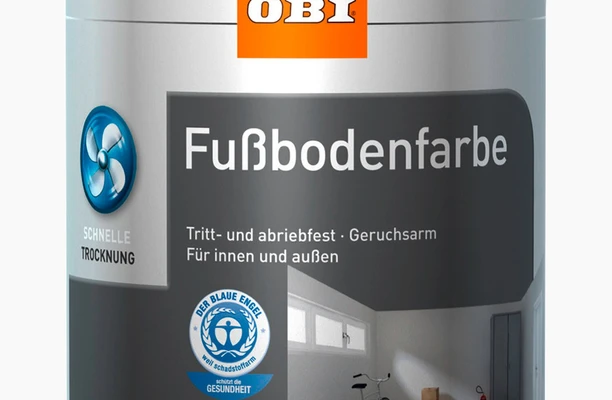 OBI
Fußbodenfarbe
SCHNELLE
TROCKNUNG
Tritt- und abriebfest · Geruchsarm
Für innen und außen
DER BLAUE ENGEL
weil schadstoffarm
schützt die
GESUNDHEIT